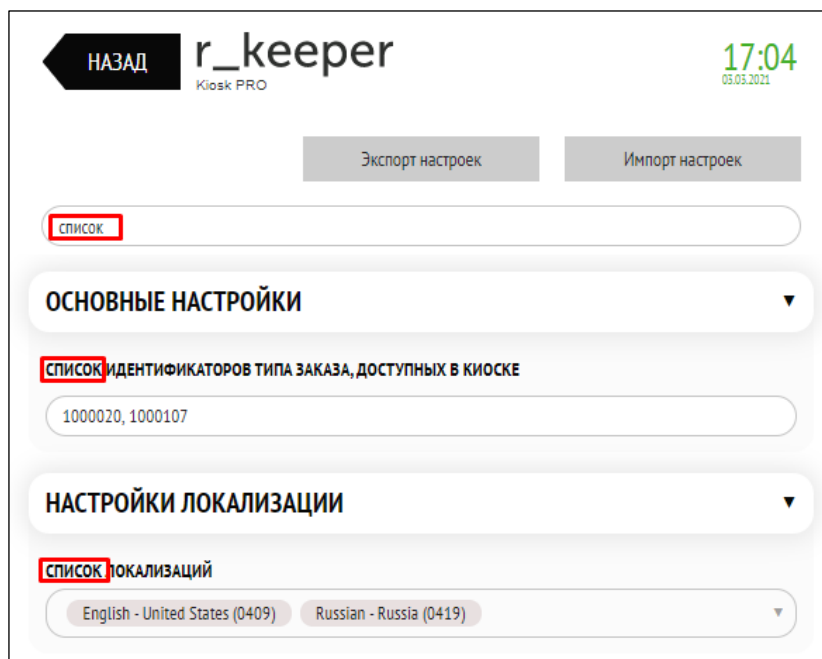 НАЗАД
r_keeper
Kiosk PRO
17:04
03.03.2021
Экспорт настроек
Импорт настроек
список
ОСНОВНЫЕ НАСТРОЙКИ
СПИСОК ИДЕНТИФИКАТОРОВ ТИПА ЗАКАЗА, ДОСТУПНЫХ В КИОСКЕ
1000020, 1000107
НАСТРОЙКИ ЛОКАЛИЗАЦИИ
СПИСОК ЛОКАЛИЗАЦИЙ
English - United States (0409) Russian - Russia (0419)